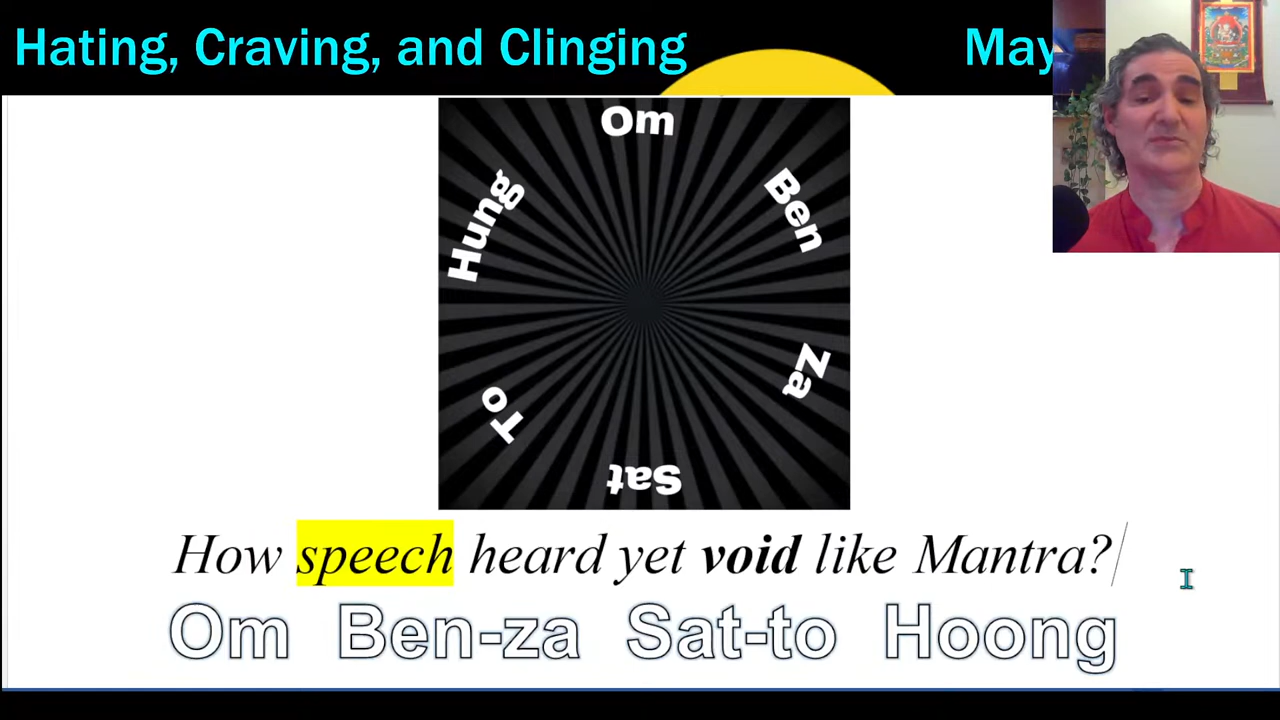 Hating, Craving, and Clinging May
Om
Ben
Za
Sat
To
Hung
How speech heard yet void like Mantra?
Om Ben-za Sat-to Hoong